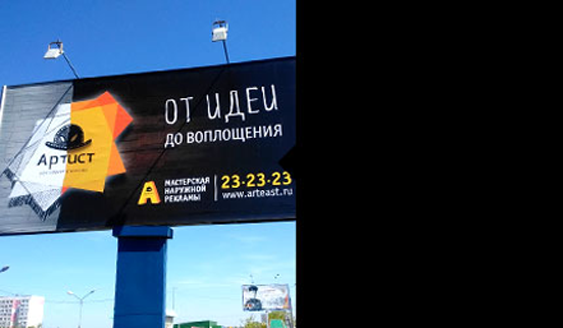 ОТ ИДЕИ
ДО ВОПЛОЩЕНИЯ
АРТИСТ
А
МАСТЕРСКАЯ
НАРУЖНОЙ
РЕКЛАМЫ
23-23-23
www.arteast.ru